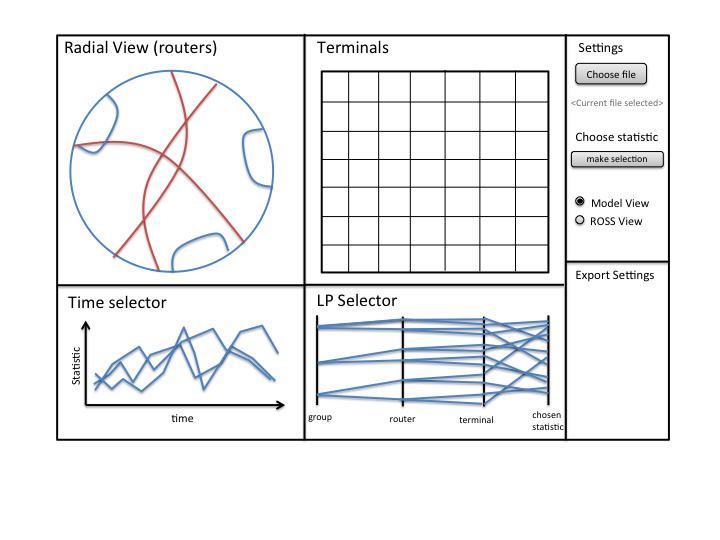 Radial View (routers)
Terminals
Settings
Choose file
<Current file selected>
Choose statistic
make selection
Model View
ROSS View
Export Settings
Time selector
Statistic
time
LP Selector
group
router
terminal
chosen
statistic